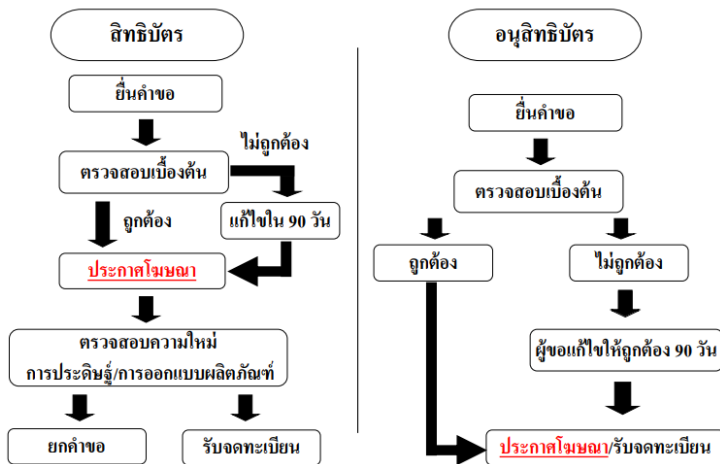 สิทธิบัตร
ยื่นคำขอ
ไม่ถูกต้อง
ตรวจสอบเบื้องต้น
ถูกต้อง
แก้ไขใน 90 วัน
ประกาศโฆษณา
ตรวจสอบความใหม่
การประดิษฐ์/การออกแบบผลิตภัณฑ์
ยกคำขอ
รับจดทะเบียน
อนุสิทธิบัตร
ยื่นคำขอ
ตรวจสอบเบื้องต้น
ถูกต้อง
ไม่ถูกต้อง
ผู้ขอแก้ไขให้ถูกต้อง 90 วัน
ประกาศโฆษณา/รับจดทะเบียน